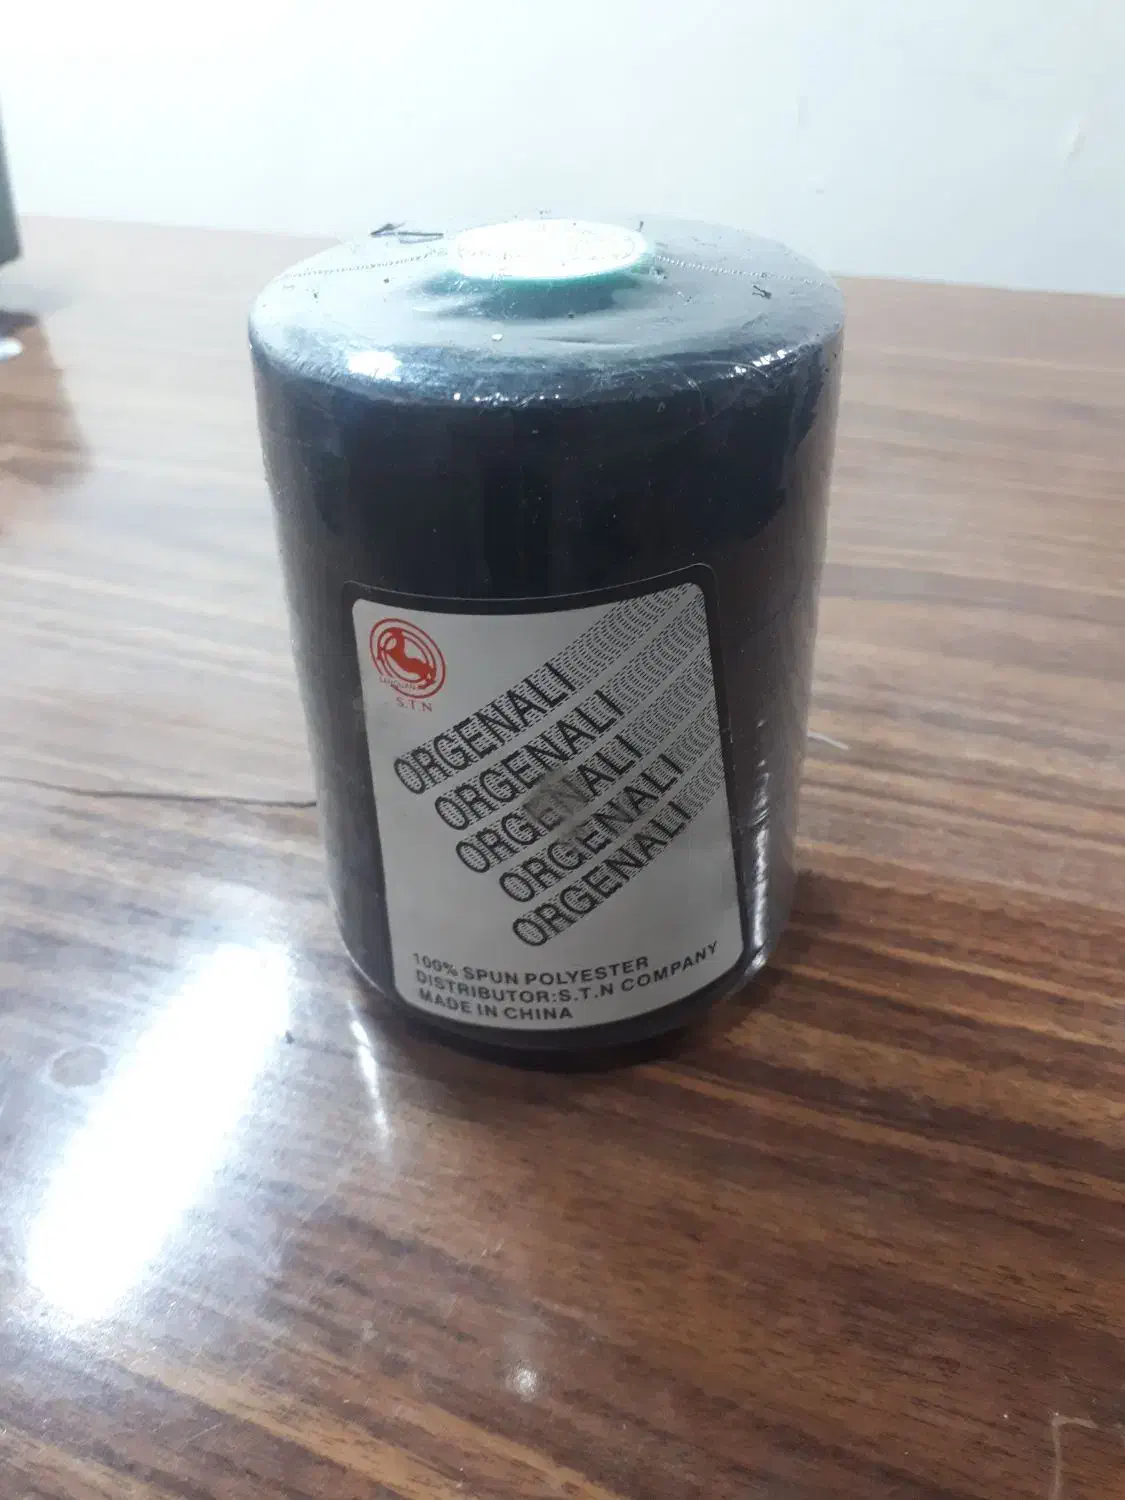 S.T.N
ORGENALI
ORGENALI
ORGENALI
ORGENALI
ORGENALI
100% SPUN POLYESTER
DISTRIBUTOR:S.T.N COMPANY
MADE IN CHINA